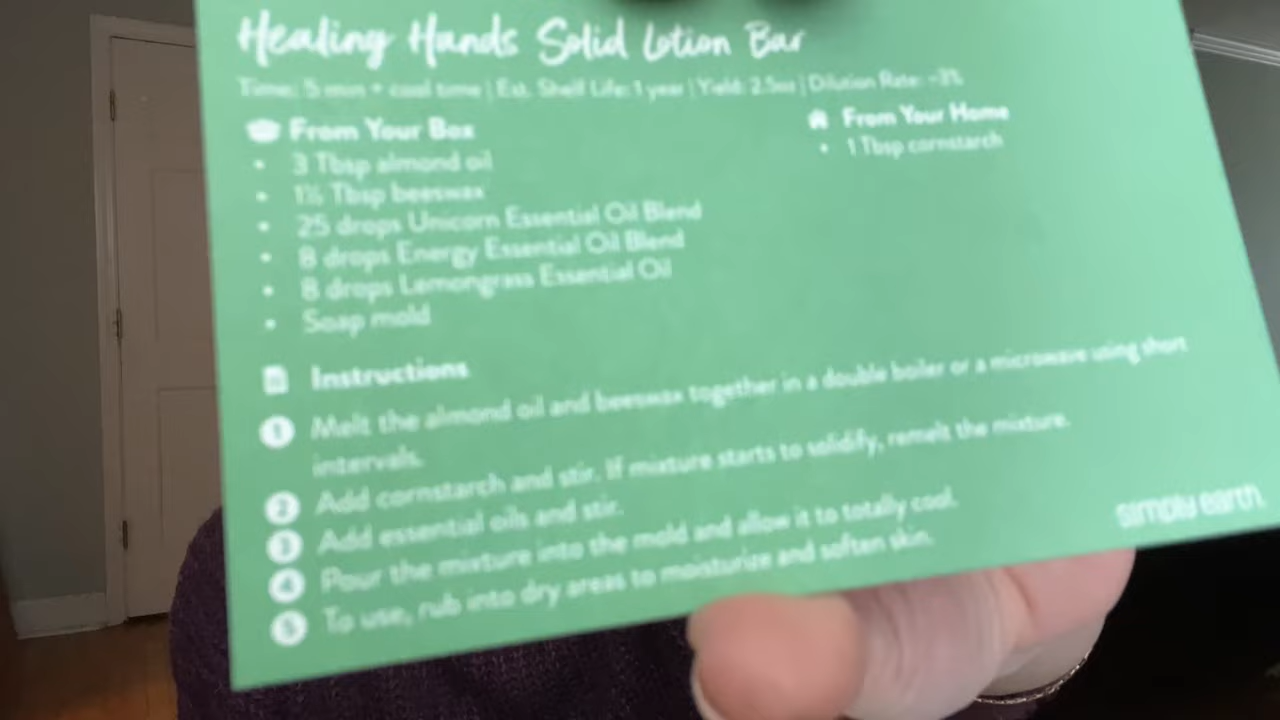 Healing Hands Solid Lotion Bar
Time: 5 min + cool time | Est. Shelf Life: 1 year | Yield: 2.5oz | Dilution Rate: ~3%
From Your Box
• 3 Tbsp almond oil
• 1½ Tbsp beeswax
• 25 drops Unicorn Essential Oil Blend
• 8 drops Energy Essential Oil Blend
• 8 drops Lemongrass Essential Oil
• Soap mold
From Your Home
• 1 Tbsp cornstarch
Instructions
1 Melt the almond oil and beeswax together in a double boiler or a microwave using short
intervals.
2 Add cornstarch and stir. If mixture starts to solidify, remelt the mixture.
3 Add essential oils and stir.
4 Pour the mixture into the mold and allow it to totally cool.
5 To use, rub into dry areas to moisturize and soften skin.
simply earth